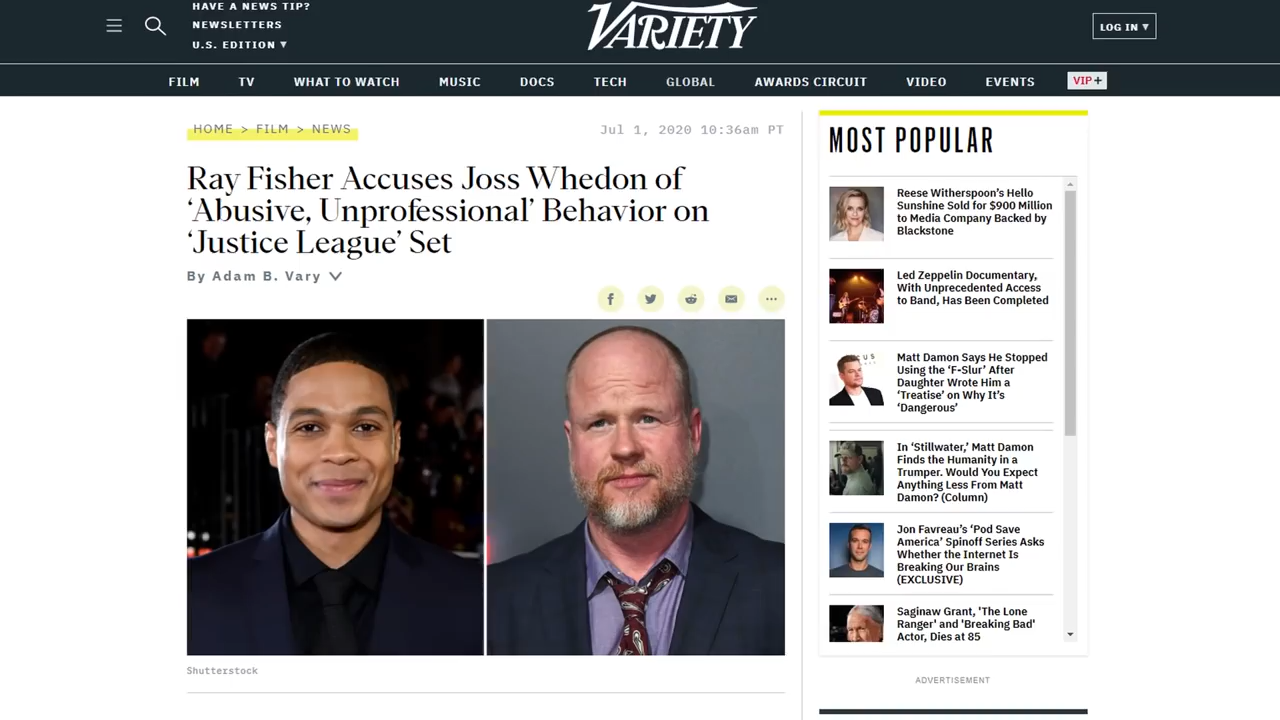 HAVE A NEWS TIP?
NEWSLETTERS
U.S. EDITION ▼
VARIETY
LOG IN ▼
FILM TV WHAT TO WATCH MUSIC DOCS TECH GLOBAL AWARDS CIRCUIT VIDEO EVENTS VIP+
HOME > FILM > NEWS
Jul 1, 2020 10:36am PT
Ray Fisher Accuses Joss Whedon of
‘Abusive, Unprofessional’ Behavior on
‘Justice League’ Set
By Adam B. Vary
Shutterstock
MOST POPULAR
Reese Witherspoon’s Hello
Sunshine Sold for $900 Million
to Media Company Backed by
Blackstone
Led Zeppelin Documentary,
With Unprecedented Access
to Band, Has Been Completed
Matt Damon Says He Stopped
Using the ‘F-Slur’ After
Daughter Wrote Him a
‘Treatise’ on Why It’s
‘Dangerous’
In ‘Stillwater,’ Matt Damon
Finds the Humanity in a
Trumper. Would You Expect
Anything Less From Matt
Damon? (Column)
Jon Favreau’s ‘Pod Save
America’ Spinoff Series Asks
Whether the Internet Is
Breaking Our Brains
(EXCLUSIVE)
Saginaw Grant, 'The Lone
Ranger' and 'Breaking Bad'
Actor, Dies at 85
ADVERTISEMENT